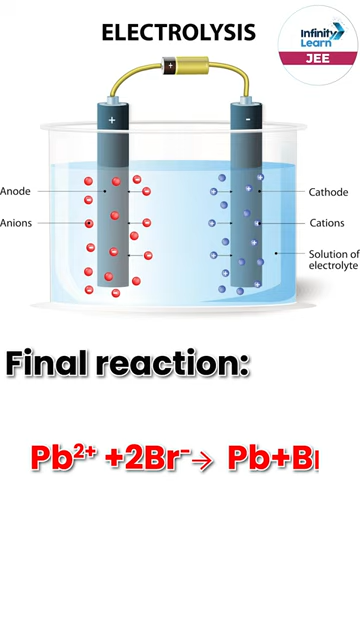 ELECTROLYSIS
Infinity
Learn
JEE
+
+
-
Anode
Cathode
Anions
Cations
Solution of
electrolyte
Final reaction:
Pb²⁺ +2Br⁻→ Pb+B